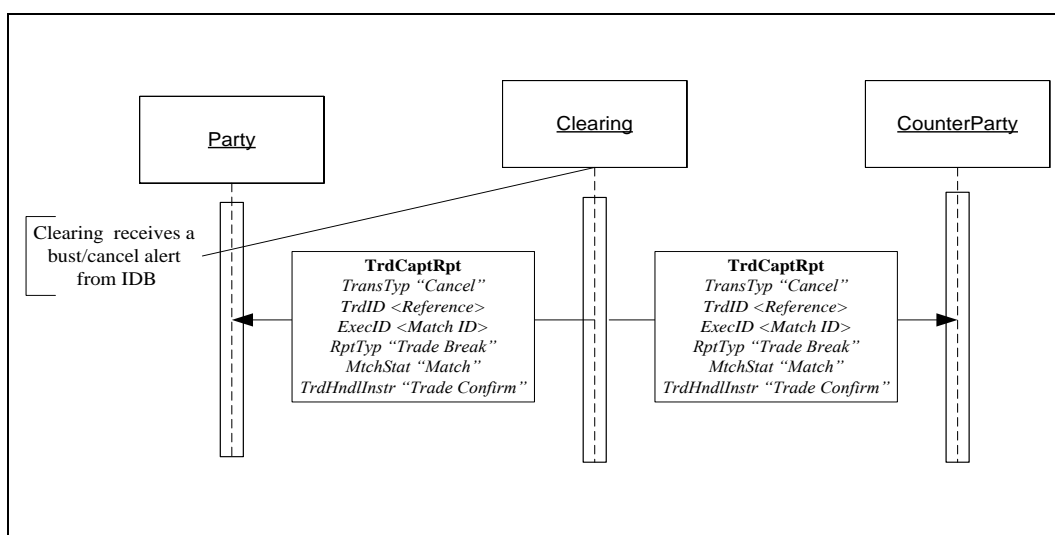 Party
Clearing
CounterParty
Clearing receives a
bust/cancel alert
from IDB
TrdCaptRpt
TransTyp “Cancel”
TrdID <Reference>
ExecID <Match ID>
RptTyp “Trade Break”
MtchStat “Match”
TrdHndlInstr “Trade Confirm”
TrdCaptRpt
TransTyp “Cancel”
TrdID <Reference>
ExecID <Match ID>
RptTyp “Trade Break”
MtchStat “Match”
TrdHndlInstr “Trade Confirm”